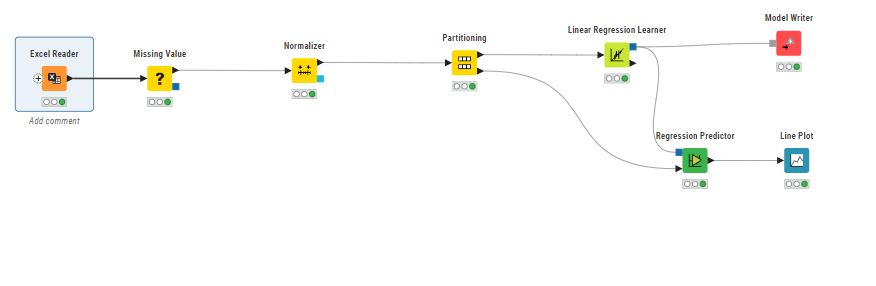 Excel Reader
Missing Value
Normalizer
Partitioning
Linear Regression Learner
Model Writer
?
Add comment
Regression Predictor
Line Plot